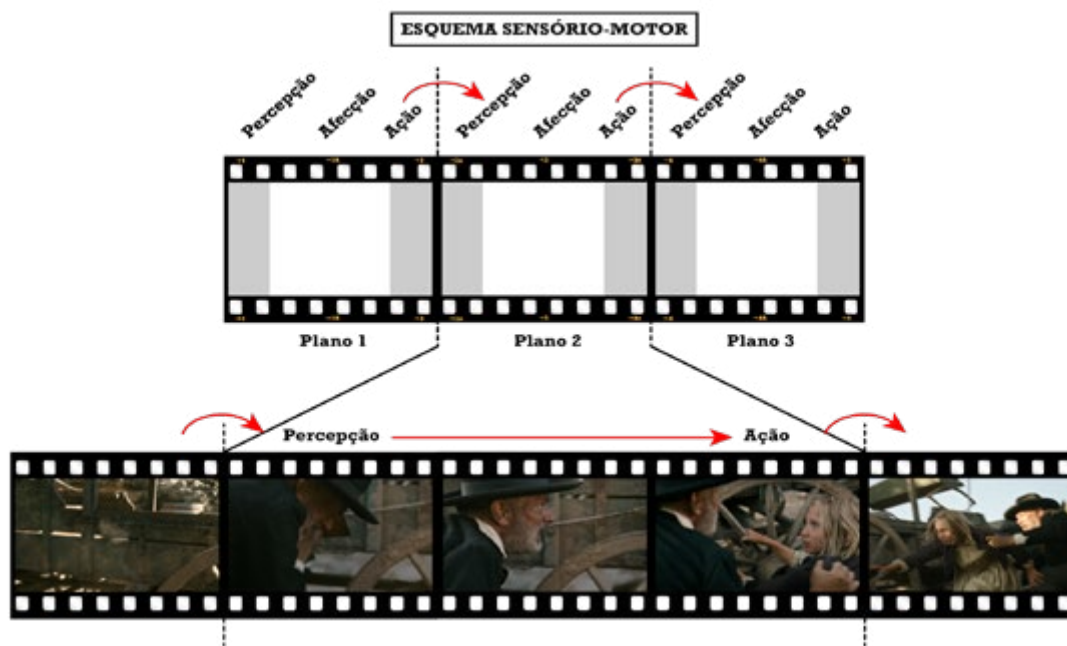 ESQUEMA SENSÓRIO-MOTOR
Percepção
Afecção
Ação
Percepção
Afecção
Ação
Percepção
Afecção
Ação
Plano 1
Plano 2
Plano 3
Percepção
Ação